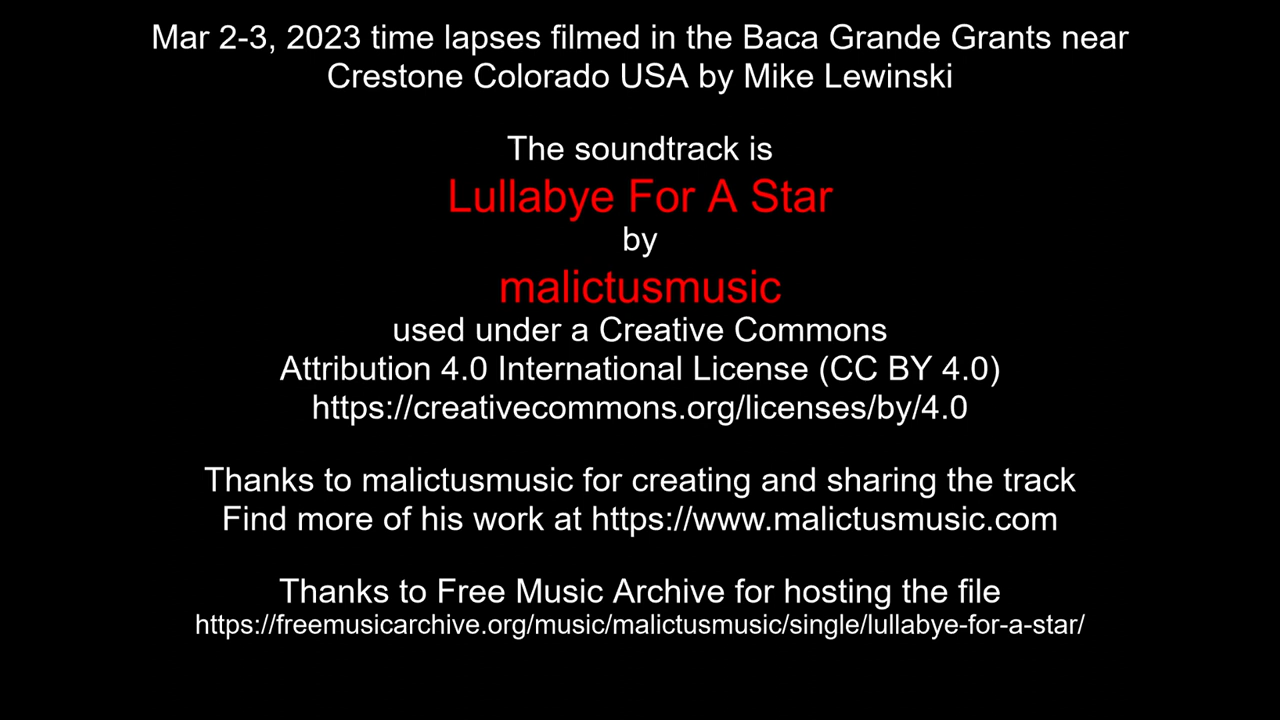 Mar 2-3, 2023 time lapses filmed in the Baca Grande Grants near
Crestone Colorado USA by Mike Lewinski
The soundtrack is
Lullabye For A Star
by
malictusmusic
used under a Creative Commons
Attribution 4.0 International License (CC BY 4.0)
https://creativecommons.org/licenses/by/4.0
Thanks to malictusmusic for creating and sharing the track
Find more of his work at https://www.malictusmusic.com
Thanks to Free Music Archive for hosting the file
https://freemusicarchive.org/music/malictusmusic/single/lullabye-for-a-star/